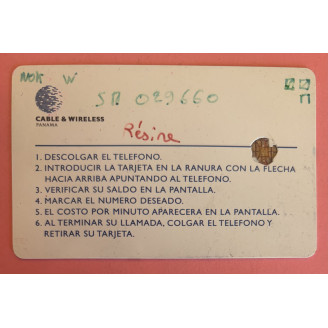 NOK W
SR 029660
CABLE & WIRELESS
PANAMA
Résine
1. DESCOLGAR EL TELEFONO.
2. INTRODUCIR LA TARJETA EN LA RANURA CON LA FLECHA
HACIA ARRIBA APUNTANDO AL TELEFONO.
3. VERIFICAR SU SALDO EN LA PANTALLA.
4. MARCAR EL NUMERO DESEADO.
5. EL COSTO POR MINUTO APARECERA EN LA PANTALLA.
6. AL TERMINAR SU LLAMADA, COLGAR EL TELEFONO Y
RETIRAR SU TARJETA.